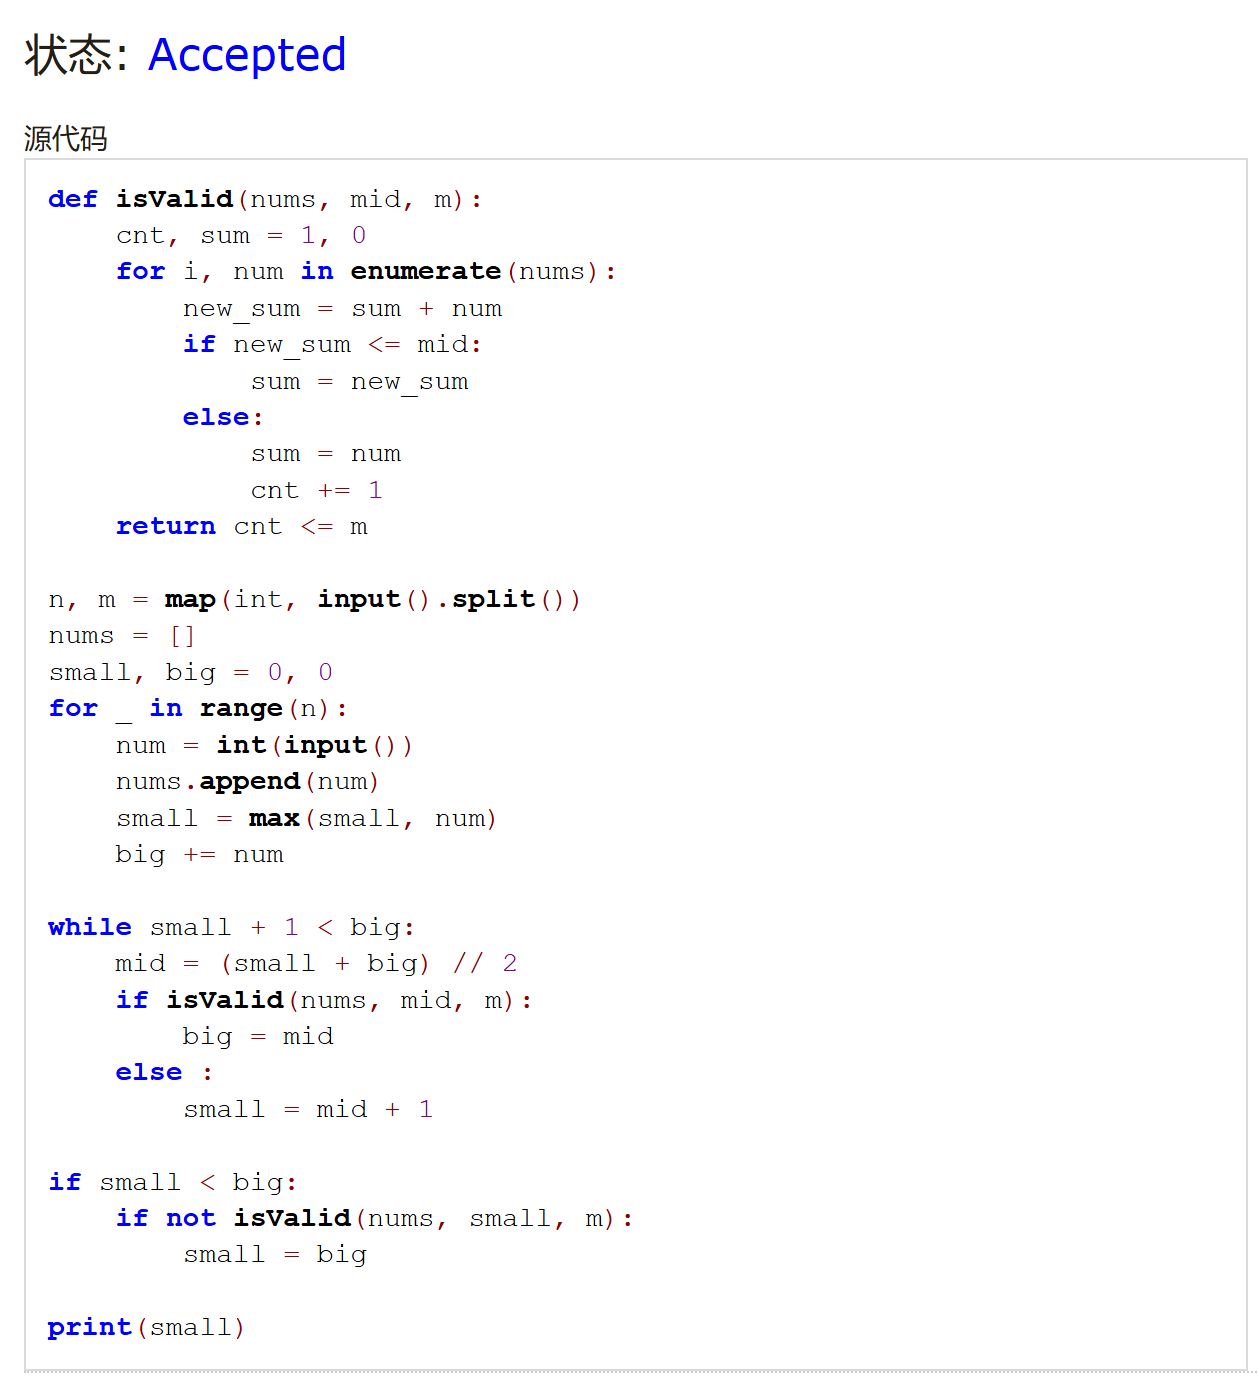 状态: Accepted
源代码
def isValid(nums, mid, m):
    cnt, sum = 1, 0
    for i, num in enumerate(nums):
        new_sum = sum + num
        if new_sum <= mid:
            sum = new_sum
        else:
            sum = num
            cnt += 1
    return cnt <= m

n, m = map(int, input().split())
nums = []
small, big = 0, 0
for _ in range(n):
    num = int(input())
    nums.append(num)
    small = max(small, num)
    big += num

while small + 1 < big:
    mid = (small + big) // 2
    if isValid(nums, mid, m):
        big = mid
    else :
        small = mid + 1

if small < big:
    if not isValid(nums, small, m):
        small = big

print(small)